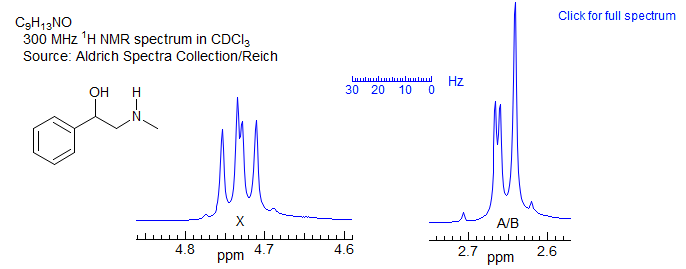 C₉H₁₃NO
300 MHz ¹H NMR spectrum in CDCl₃
Source: Aldrich Spectra Collection/Reich
Click for full spectrum
OH
H
N
30 20 10 0 Hz
X
A/B
4.8 4.7 4.6
ppm
2.7 2.6
ppm